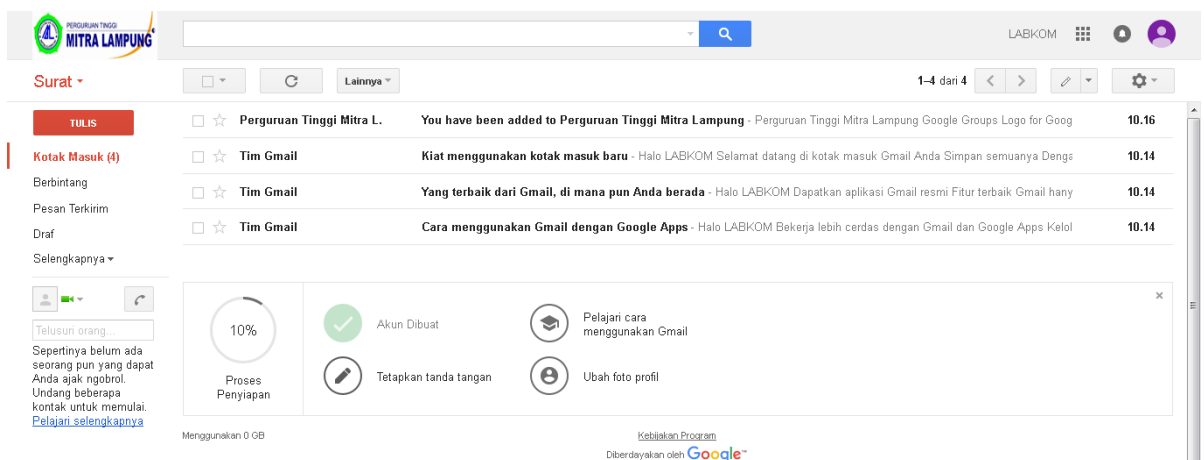 PERGURUAN TINGGI
MITRA LAMPUNG
LABKOM
Surat
Lainnya
1–4 dari 4
TULIS
Kotak Masuk (4)
Berbintang
Pesan Terkirim
Draf
Selengkapnya
Perguruan Tinggi Mitra L. You have been added to Perguruan Tinggi Mitra Lampung - Perguruan Tinggi Mitra Lampung Google Groups Logo for Goog 10.16
Tim Gmail Kiat menggunakan kotak masuk baru - Halo LABKOM Selamat datang di kotak masuk Gmail Anda Simpan semuanya Denga 10.14
Tim Gmail Yang terbaik dari Gmail, di mana pun Anda berada - Halo LABKOM Dapatkan aplikasi Gmail resmi Fitur terbaik Gmail hany 10.14
Tim Gmail Cara menggunakan Gmail dengan Google Apps - Halo LABKOM Bekerja lebih cerdas dengan Gmail dan Google Apps Kelol 10.14
Telusuri orang...
Sepertinya belum ada
seorang pun yang dapat
Anda ajak ngobrol.
Undang beberapa
kontak untuk memulai.
Pelajari selengkapnya
10%
Proses
Penyiapan
Akun Dibuat
Pelajari cara
menggunakan Gmail
Tetapkan tanda tangan
Ubah foto profil
Menggunakan 0 GB
Kebijakan Program
Diberdayakan oleh Google™